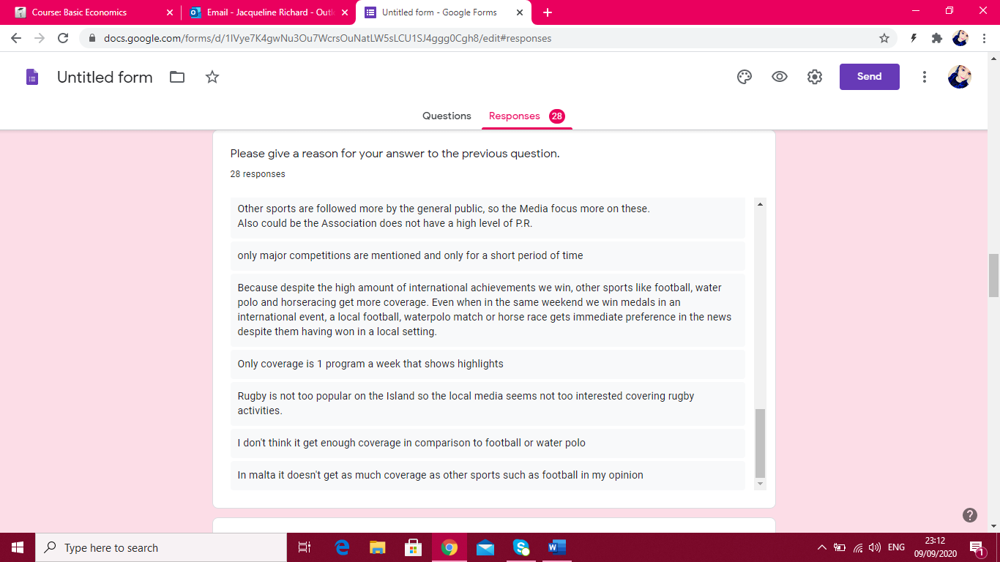 Course: Basic Economics
Email - Jacqueline Richard - Outl
Untitled form - Google Forms
docs.google.com/forms/d/1IVye7K4gwNu3Ou7WcrsOuNatLW5sLCU1SJ4ggg0Cgh8/edit#responses
Untitled form
Send
Questions
Responses 28
Please give a reason for your answer to the previous question.
28 responses
Other sports are followed more by the general public, so the Media focus more on these.
Also could be the Association does not have a high level of P.R.
only major competitions are mentioned and only for a short period of time
Because despite the high amount of international achievements we win, other sports like football, water
polo and horseracing get more coverage. Even when in the same weekend we win medals in an
international event, a local football, waterpolo match or horse race gets immediate preference in the news
despite them having won in a local setting.
Only coverage is 1 program a week that shows highlights
Rugby is not too popular on the Island so the local media seems not too interested covering rugby
activities.
I don't think it get enough coverage in comparison to football or water polo
In malta it doesn't get as much coverage as other sports such as football in my opinion
Type here to search
ENG
23:12
09/09/2020
1